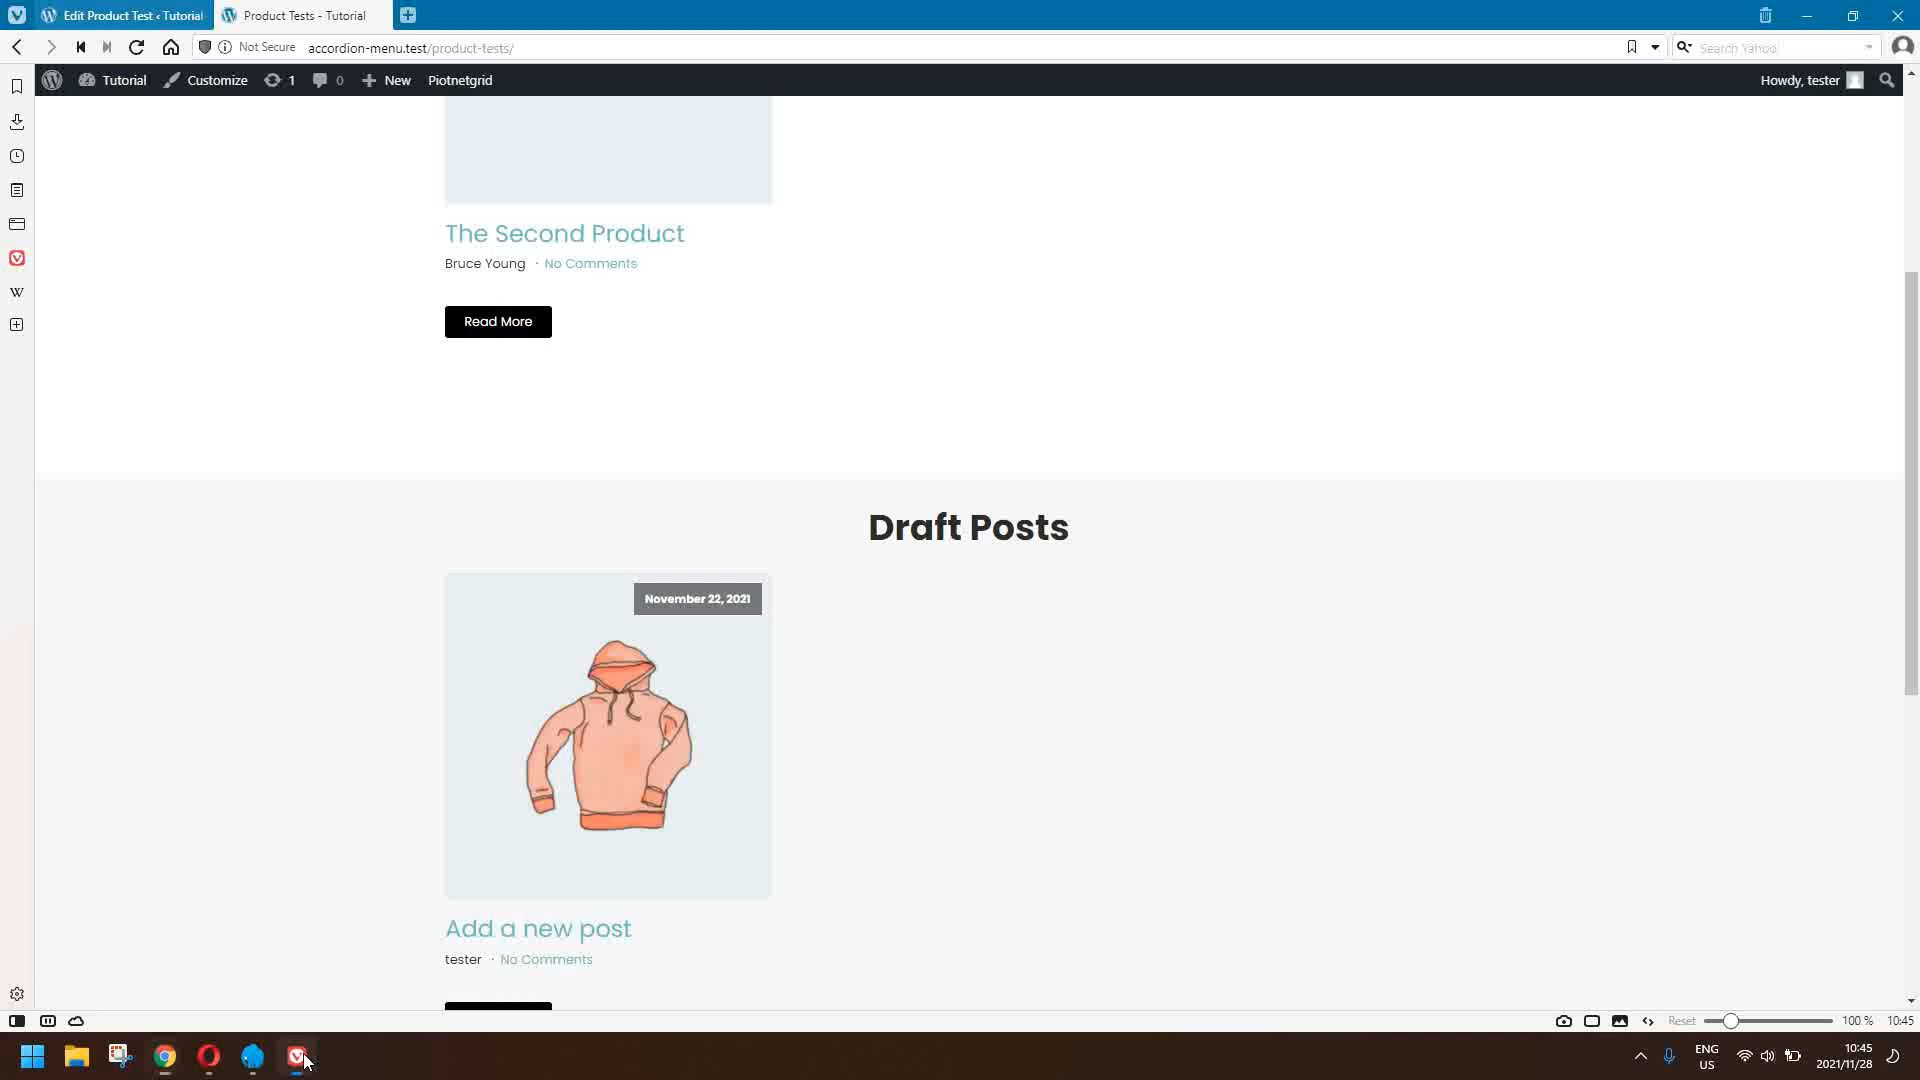 Edit Product Test ‹ Tutorial
Product Tests - Tutorial
Not Secure
accordion-menu.test/product-tests/
Search Yahoo
Tutorial
Customize
1
0
New
Piotnetgrid
Howdy, tester
W
The Second Product
Bruce Young · No Comments
Read More
Draft Posts
November 22, 2021
Add a new post
tester · No Comments
Reset
100 %
10:45
ENG
US
10:45
2021/11/28